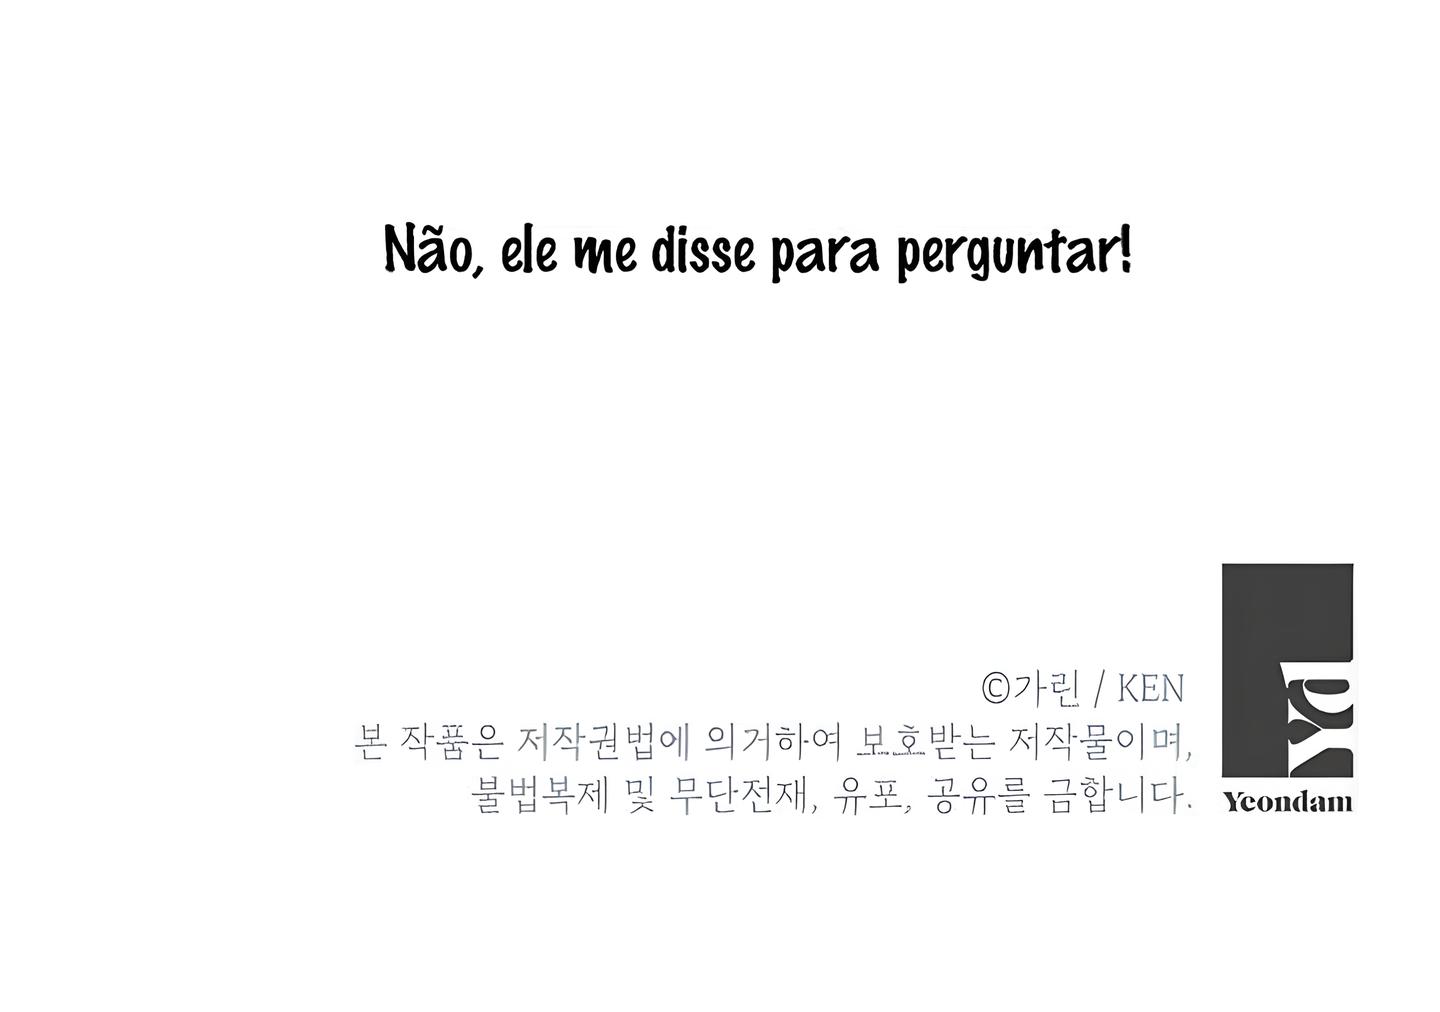 Não, ele me disse para perguntar!
©가린 / KEN
본 작품은 저작권법에 의거하여 보호받는 저작물이며,
불법복제 및 무단전재, 유포, 공유를 금합니다.
Yd
Yeondam